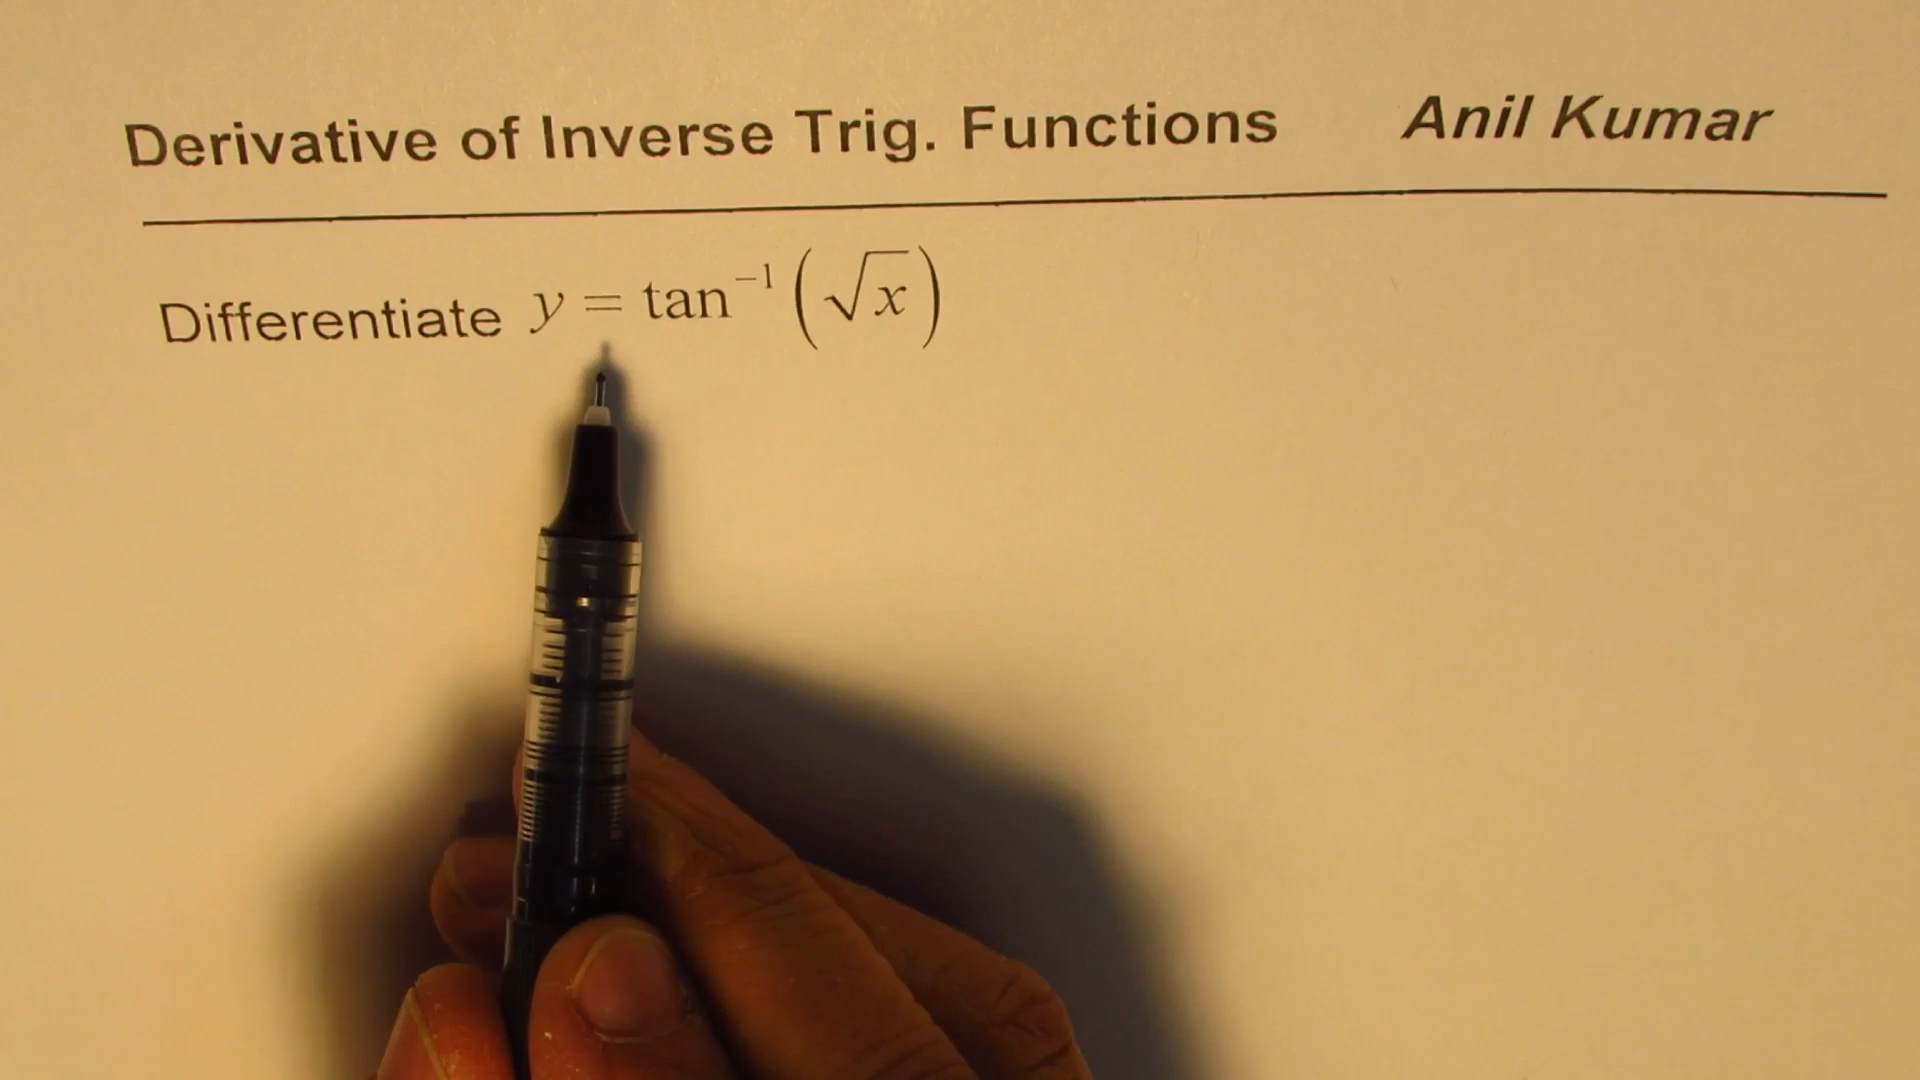 Derivative of Inverse Trig. Functions Anil Kumar
Differentiate y = tan⁻¹(√x)